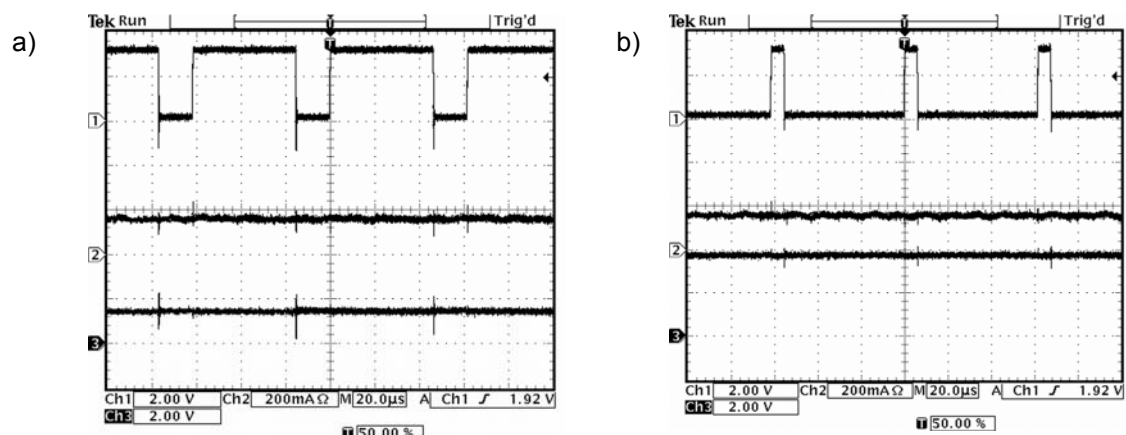 a)
Tek Run
Trig'd
T
1
2
3
Ch1 2.00 V Ch2 200mAΩ M 20.0µs A Ch1 ʃ 1.92 V
Ch3 2.00 V
T 50.00 %
b)
Tek Run
Trig'd
T
1
2
3
Ch1 2.00 V Ch2 200mAΩ M 20.0µs A Ch1 ʃ 1.92 V
Ch3 2.00 V
T 50.00 %